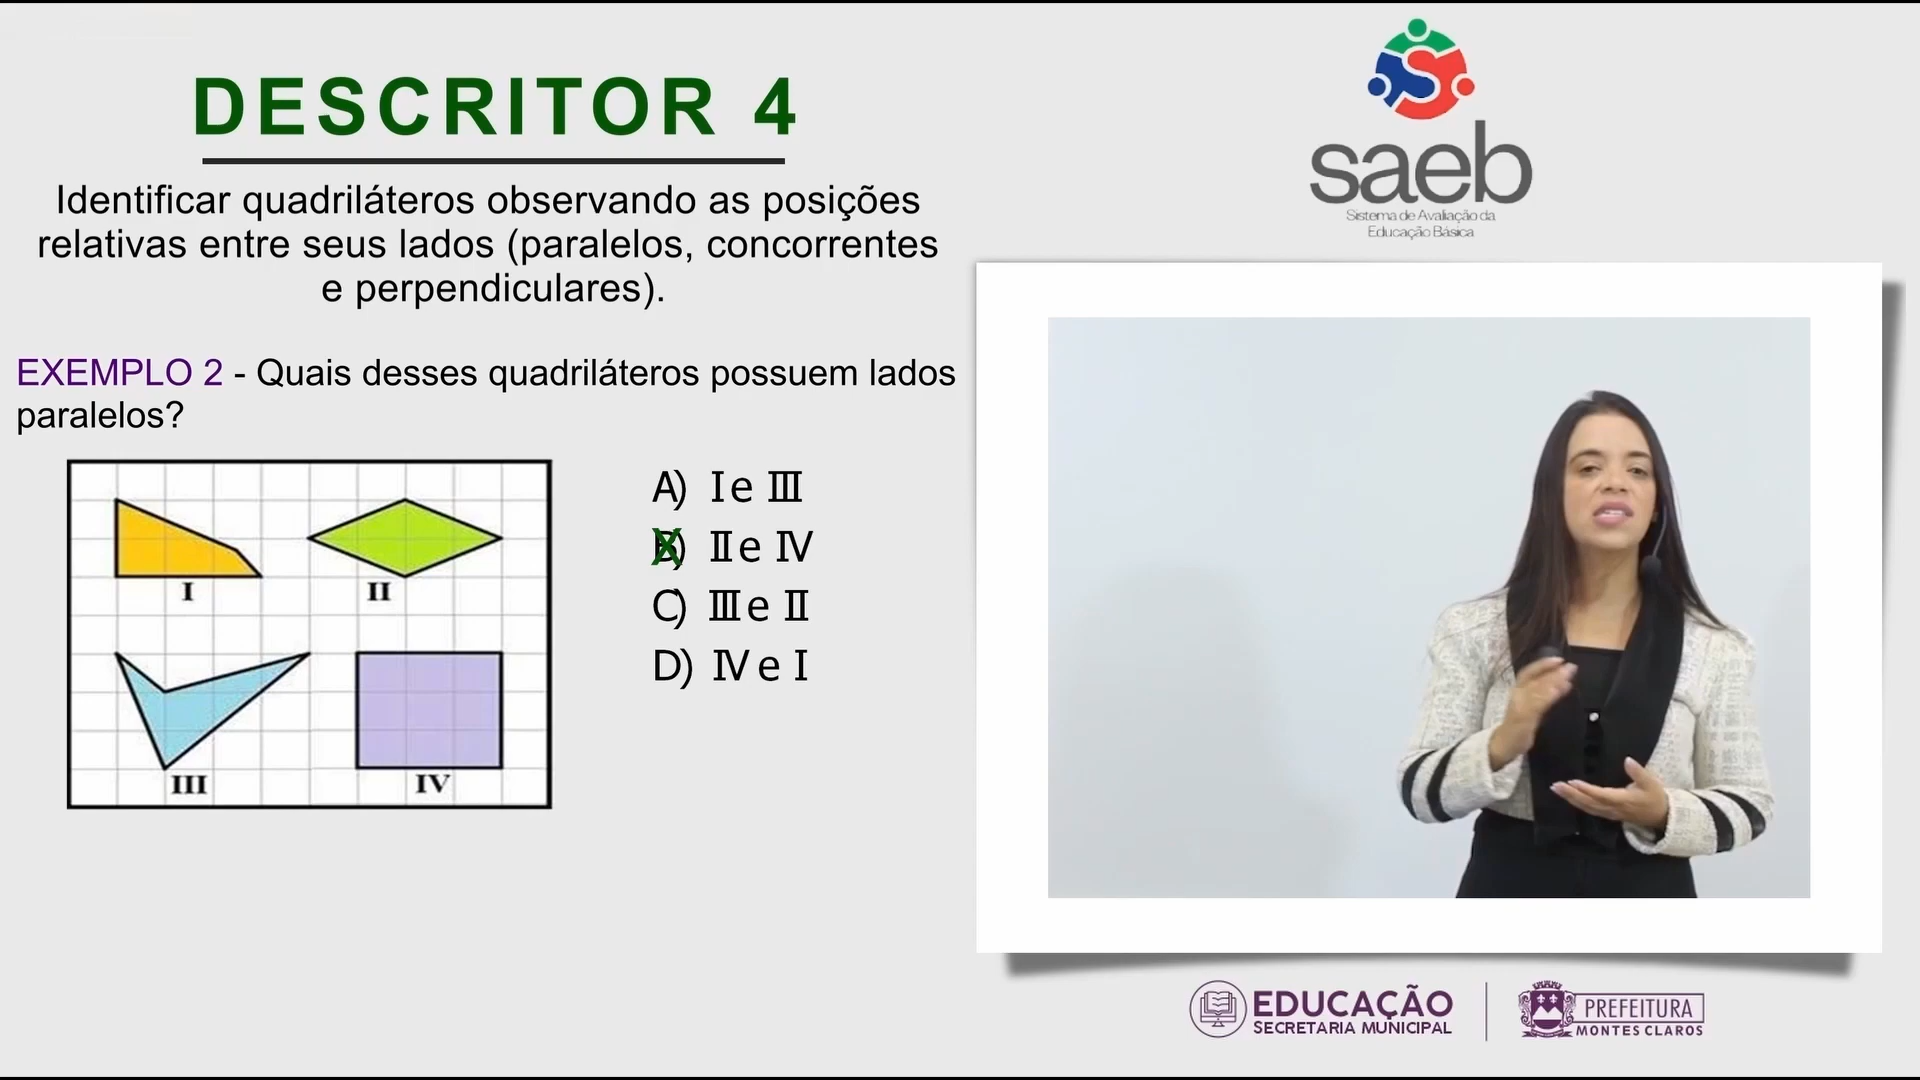 DESCRITOR 4
Identificar quadriláteros observando as posições
relativas entre seus lados (paralelos, concorrentes
e perpendiculares).
EXEMPLO 2 - Quais desses quadriláteros possuem lados
paralelos?
I
II
III
IV
A) I e III
B) II e IV
C) III e II
D) IV e I
saeb
Sistema de Avaliação da
Educação Básica
EDUCAÇÃO
SECRETARIA MUNICIPAL
PREFEITURA
MONTES CLAROS